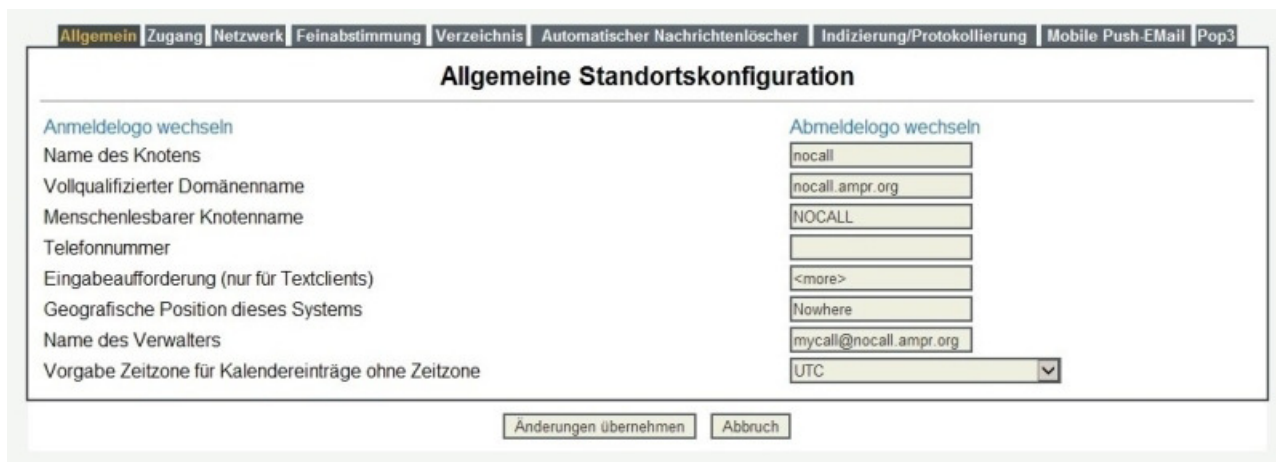 Allgemein Zugang Netzwerk Feinabstimmung Verzeichnis Automatischer Nachrichtenlöscher Indizierung/Protokollierung Mobile Push-EMail Pop3
Allgemeine Standortskonfiguration
Anmeldelogo wechseln Abmeldelogo wechseln
Name des Knotens nocall
Vollqualifizierter Domänenname nocall.ampr.org
Menschenlesbarer Knotenname NOCALL
Telefonnummer
Eingabeaufforderung (nur für Textclients) <more>
Geografische Position dieses Systems Nowhere
Name des Verwalters mycall@nocall.ampr.org
Vorgabe Zeitzone für Kalendereinträge ohne Zeitzone UTC
Änderungen übernehmen Abbruch